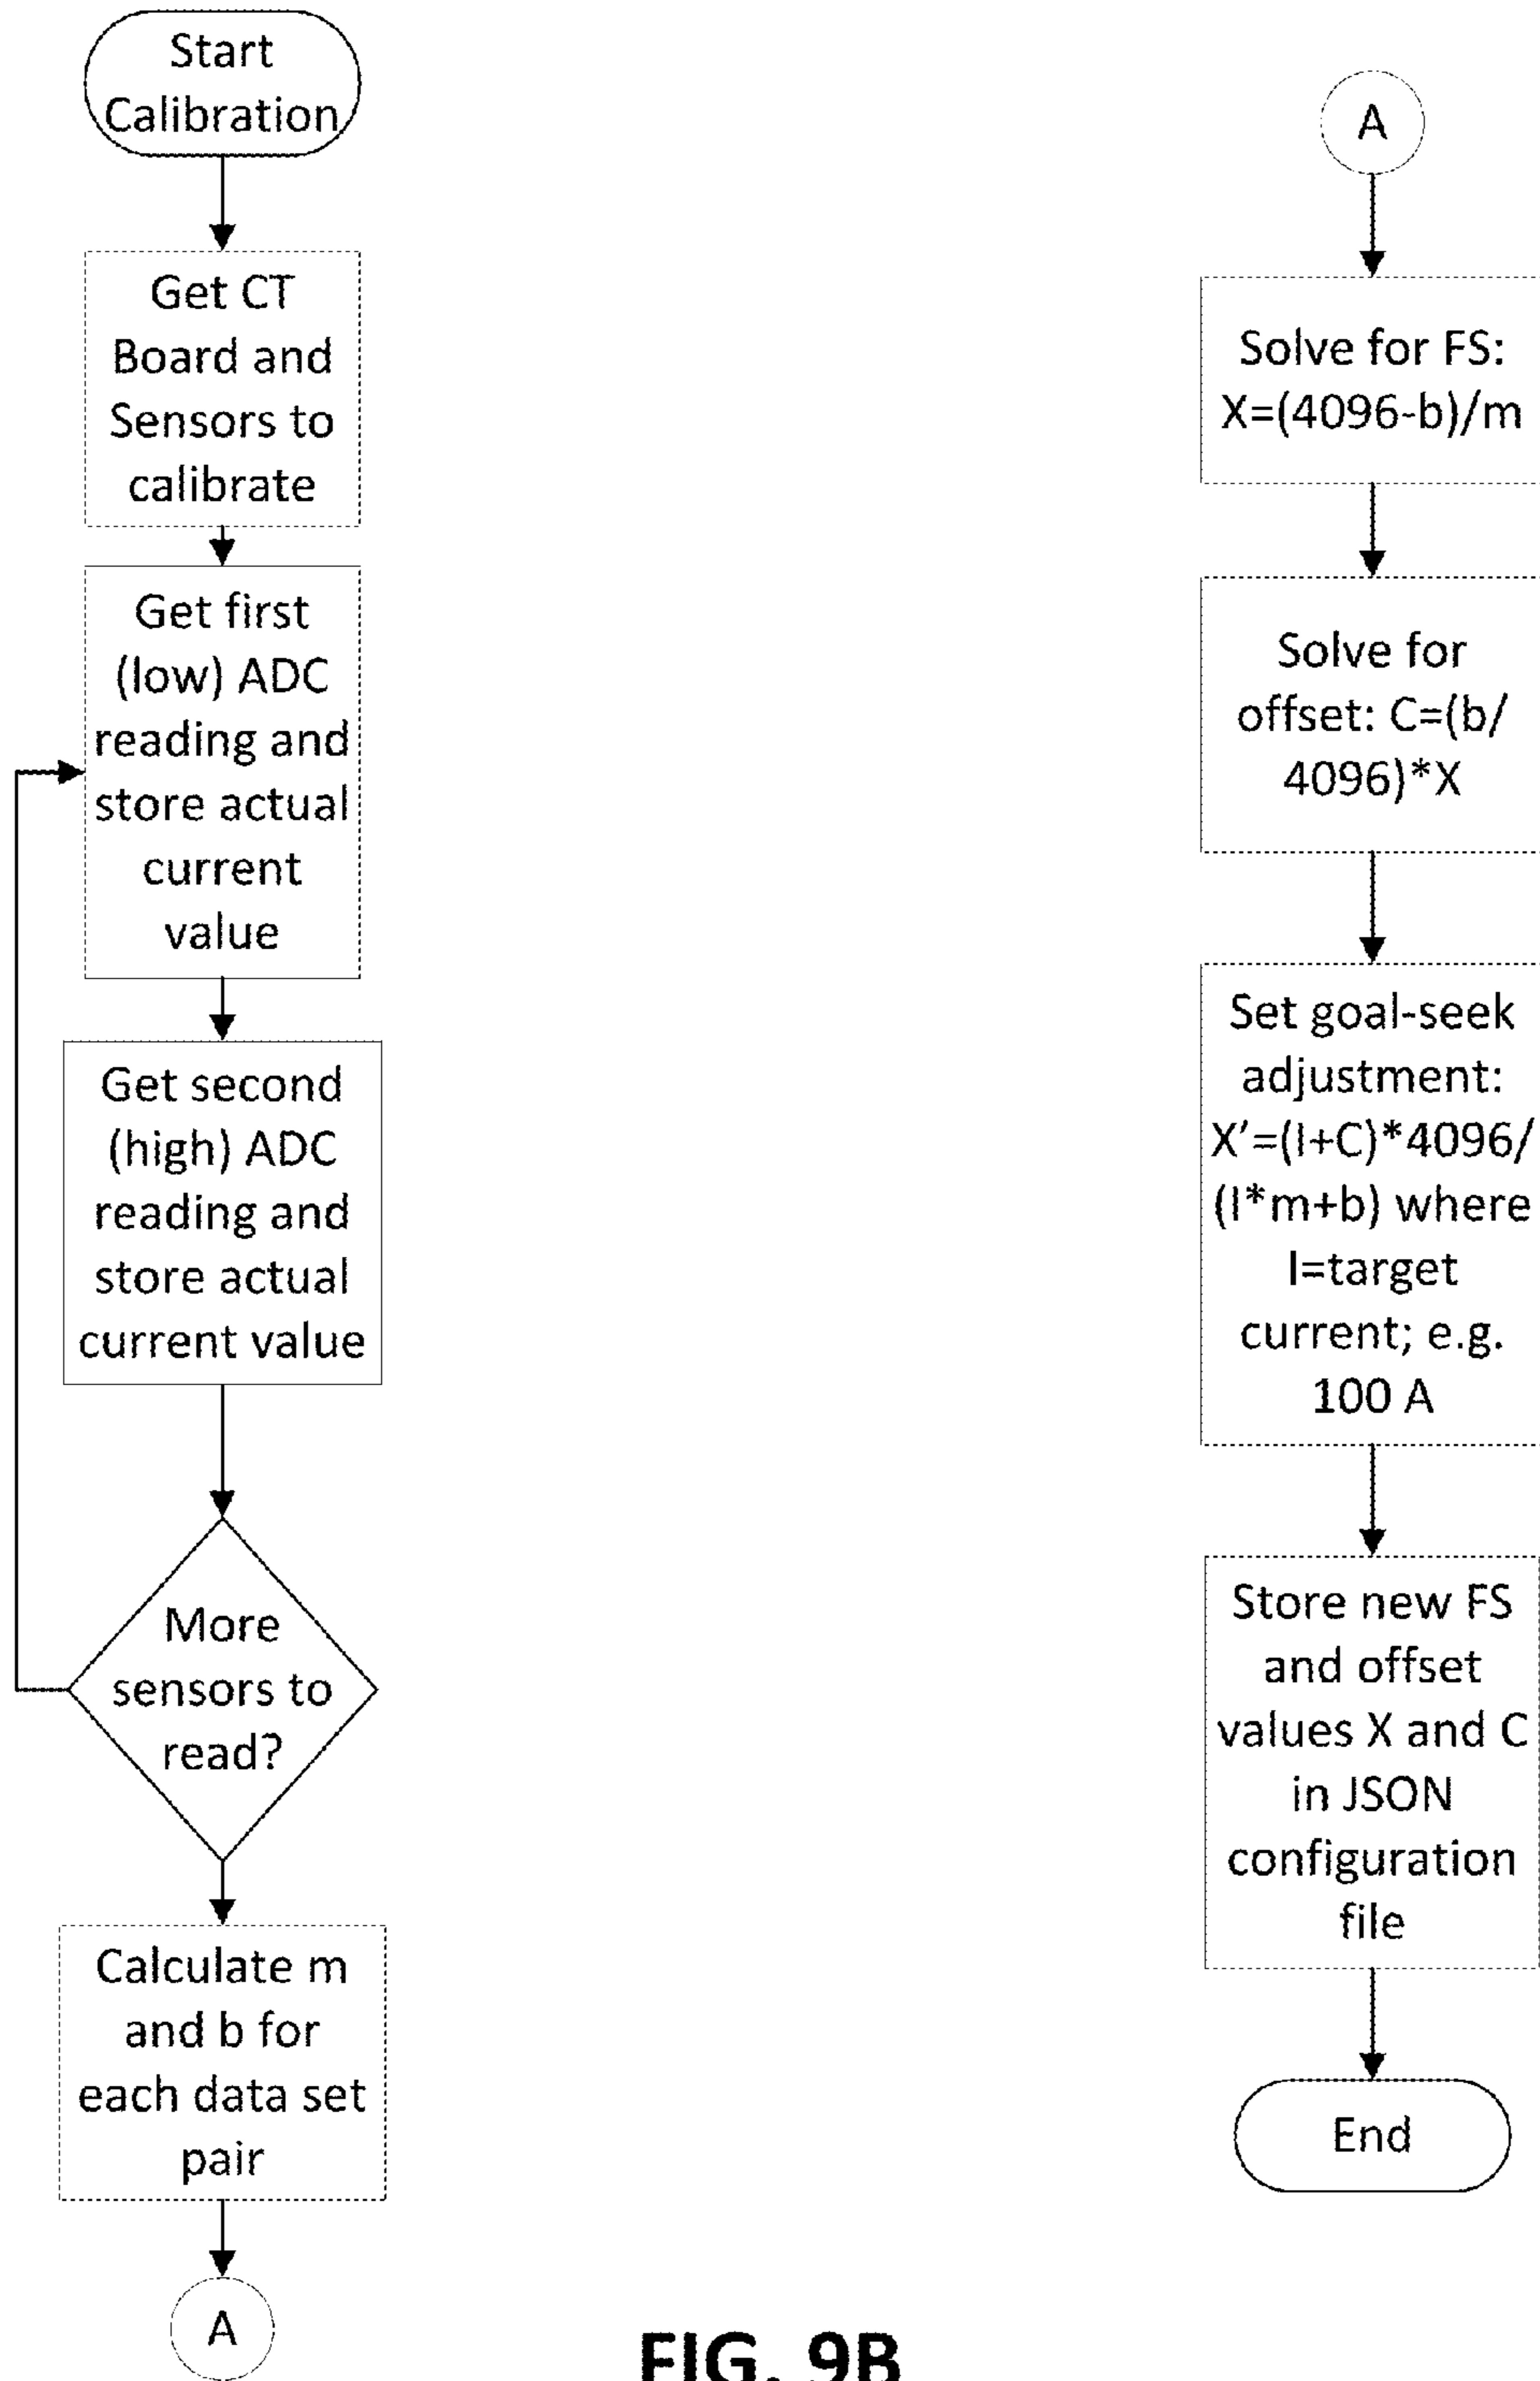 Start
Calibration
Get CT
Board and
Sensors to
calibrate
Get first
(low) ADC
reading and
store actual
current
value
Get second
(high) ADC
reading and
store actual
current value
More
sensors to
read?
Calculate m
and b for
each data set
pair
A
A
Solve for FS:
X=(4096-b)/m
Solve for
offset: C=(b/
4096)*X
Set goal-seek
adjustment:
X’=(I+C)*4096/
(I*m+b) where
I=target
current; e.g.
100 A
Store new FS
and offset
values X and C
in JSON
configuration
file
End
FIG. 9B